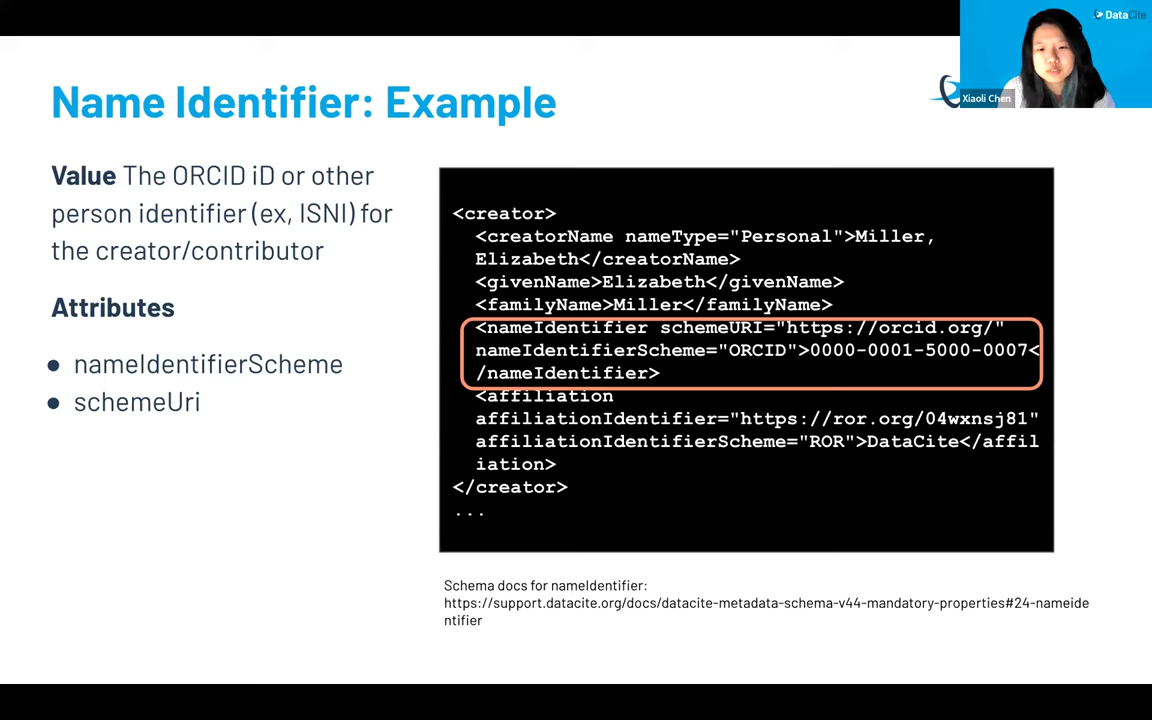 DataCite
Xiaoli Chen
Name Identifier: Example
Value The ORCID iD or other
person identifier (ex, ISNI) for
the creator/contributor
Attributes
● nameIdentifierScheme
● schemeUri
<creator>
<creatorName nameType="Personal">Miller,
Elizabeth</creatorName>
<givenName>Elizabeth</givenName>
<familyName>Miller</familyName>
<nameIdentifier schemeURI="https://orcid.org/"
nameIdentifierScheme="ORCID">0000-0001-5000-0007<
/nameIdentifier>
<affiliation
affiliationIdentifier="https://ror.org/04wxnsj81"
affiliationIdentifierScheme="ROR">DataCite</affil
iation>
</creator>
...
Schema docs for nameIdentifier:
https://support.datacite.org/docs/datacite-metadata-schema-v44-mandatory-properties#24-nameide
ntifier